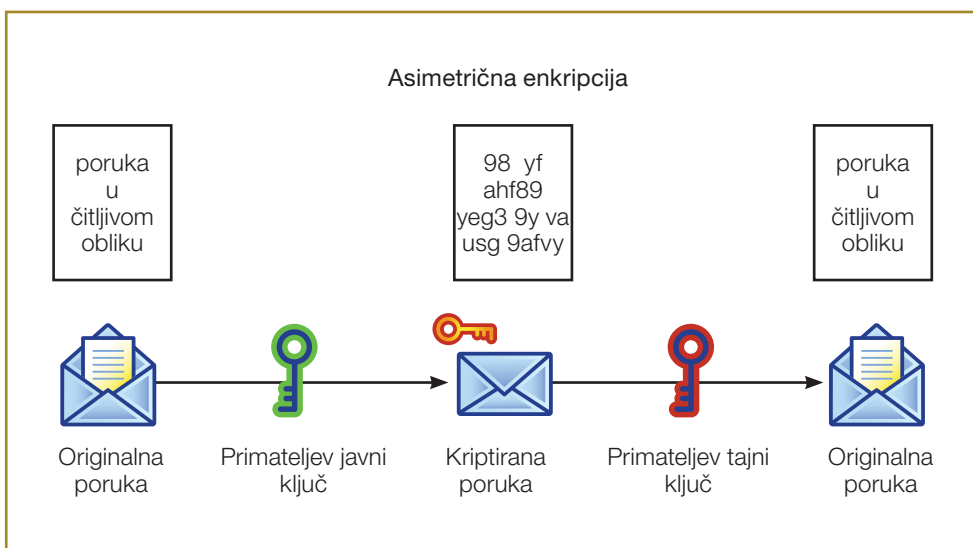 Asimetrična enkripcija
poruka
u
čitljivom
obliku
98 yf
ahf89
yeg3 9y va
usg 9afvy
poruka
u
čitljivom
obliku
Originalna
poruka
Primateljev javni
ključ
Kriptirana
poruka
Primateljev tajni
ključ
Originalna
poruka